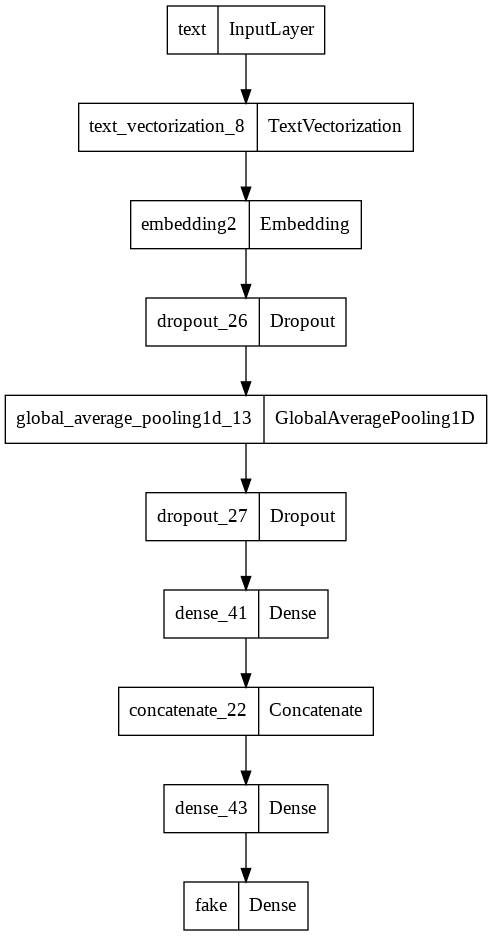 text InputLayer
text_vectorization_8 TextVectorization
embedding2 Embedding
dropout_26 Dropout
global_average_pooling1d_13 GlobalAveragePooling1D
dropout_27 Dropout
dense_41 Dense
concatenate_22 Concatenate
dense_43 Dense
fake Dense